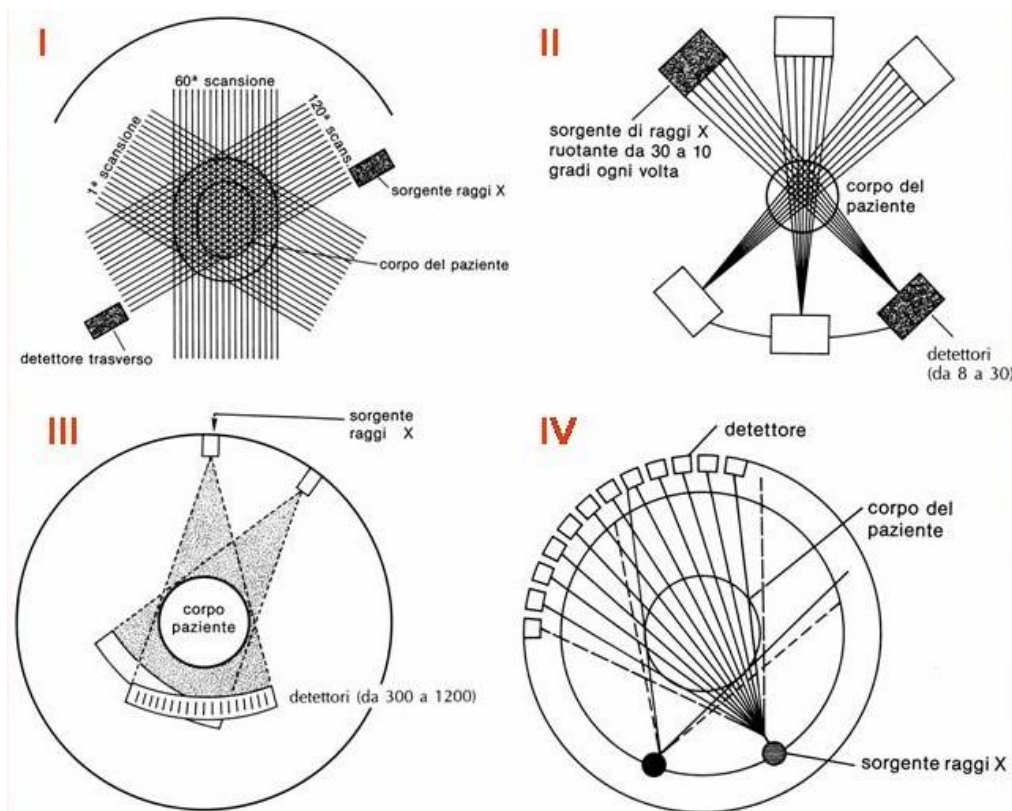 I
60ª scansione
1ª scansione
120ª scans
sorgente raggi X
corpo del paziente
detettore trasverso
II
sorgente di raggi X
ruotante da 30 a 10
gradi ogni volta
corpo del
paziente
detettori
(da 8 a 30)
III
sorgente
raggi X
corpo
paziente
detettori (da 300 a 1200)
IV
detettore
corpo del
paziente
sorgente raggi X